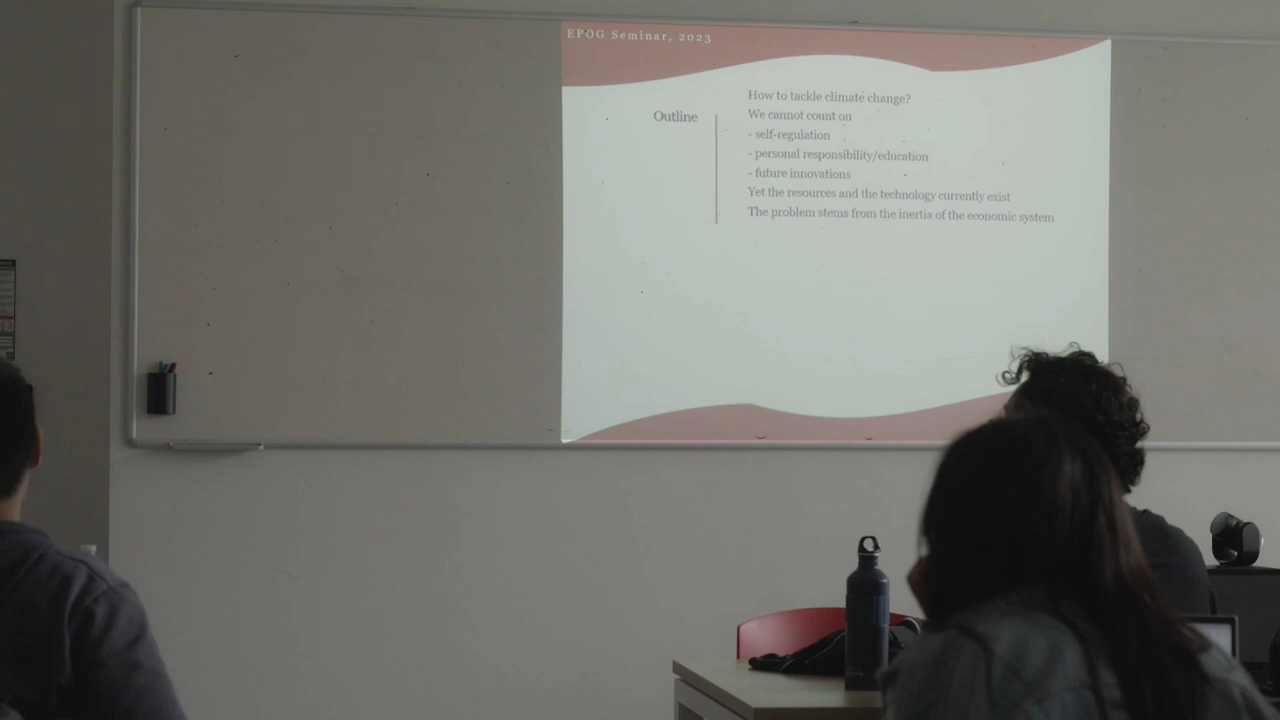 EPOG Seminar, 2023
Outline
How to tackle climate change?
We cannot count on
- self-regulation
- personal responsibility/education
- future innovations
Yet the resources and the technology currently exist
The problem stems from the inertia of the economic system